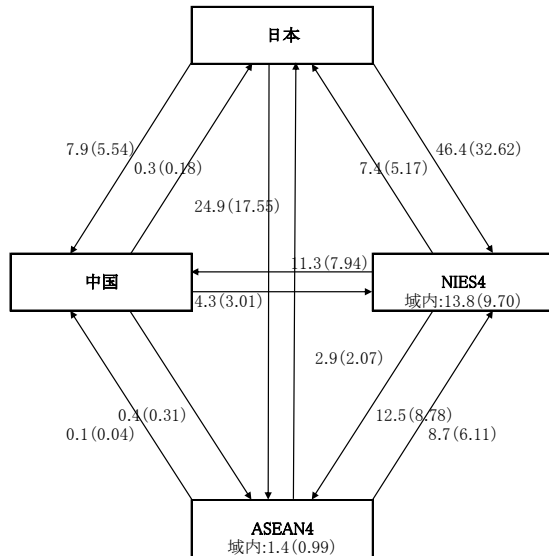 日本
7.9(5.54)
46.4(32.62)
0.3(0.18)
7.4(5.17)
24.9(17.55)
11.3(7.94)
中国
NIES4
4.3(3.01)
域内:13.8(9.70)
2.9(2.07)
0.4(0.31)
12.5(8.78)
0.1(0.04)
8.7(6.11)
ASEAN4
域内:1.4(0.99)